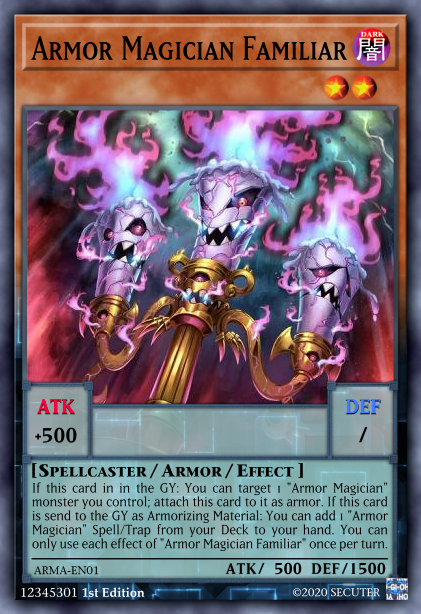 Armor Magician Familiar
DARK
闇
ATK
+500
DEF
/
[Spellcaster / Armor / Effect ]
If this card in in the GY: You can target 1 "Armor Magician"
monster you control; attach this card to it as armor. If this card
is send to the GY as Armorizing Material: You can add 1 "Armor
Magician" Spell/Trap from your Deck to your hand. You can
only use each effect of "Armor Magician Familiar" once per turn.
ARMA-EN01
ATK/ 500 DEF/1500
12345301 1st Edition
©2020 SECUTER